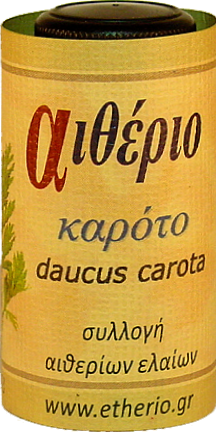 αιθέριο
καρότο
daucus carota
συλλογή
αιθερίων ελαίων
www.etherio.gr